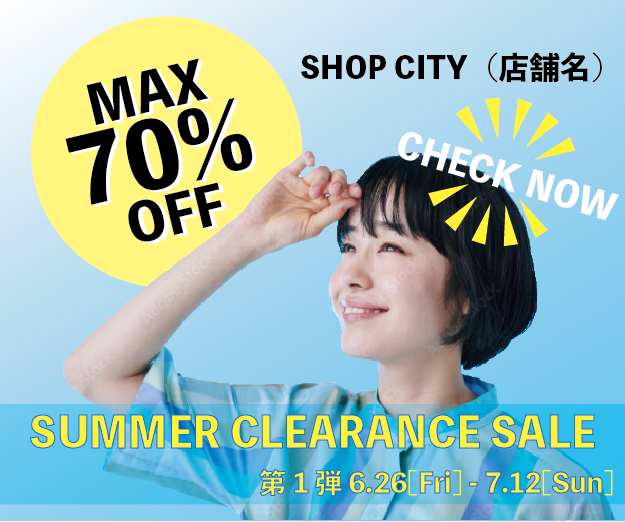 MAX
70%
OFF
SHOP CITY（店舗名）
CHECK NOW
SUMMER CLEARANCE SALE
第1弾 6.26[Fri] - 7.12[Sun]